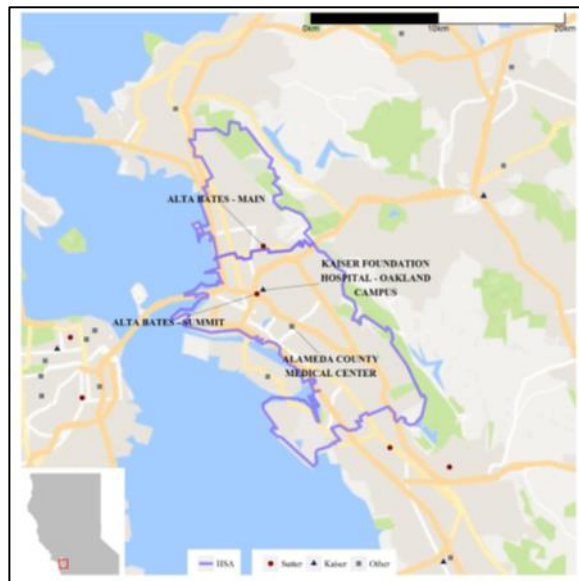 0km 10km 20km
ALTA BATES - MAIN
KAISER FOUNDATION
HOSPITAL - OAKLAND
CAMPUS
ALTA BATES - SUMMIT
ALAMEDA COUNTY
MEDICAL CENTER
HSA Sutter Kaiser Other